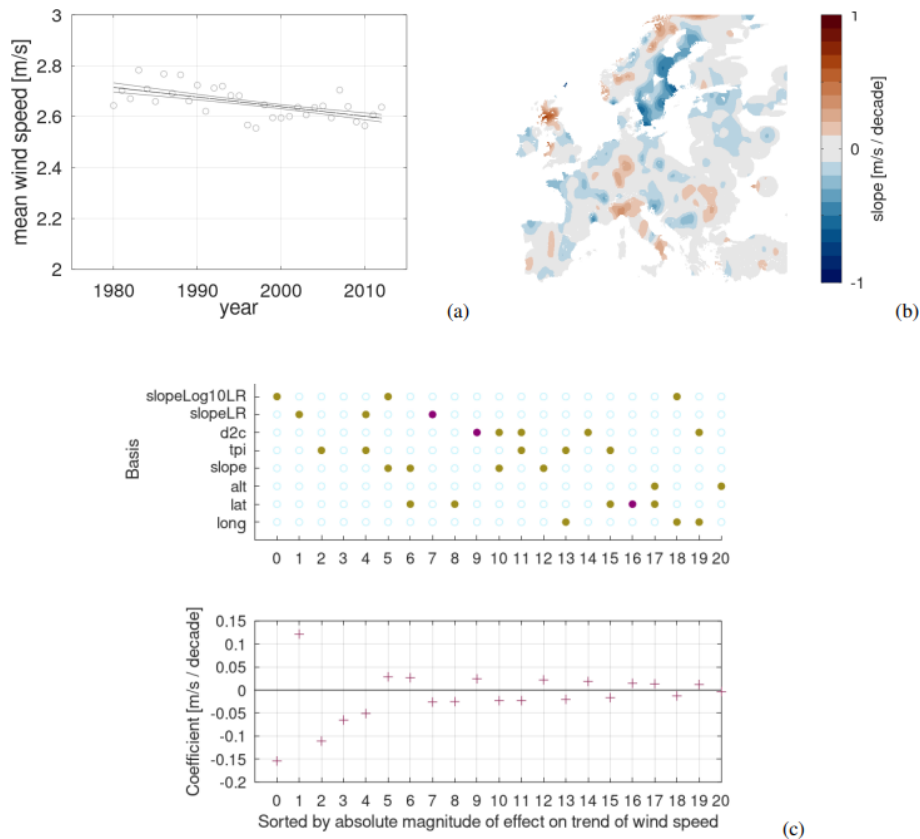 3
2.8
2.6
2.4
2.2
2
mean wind speed [m/s]
1980 1990 2000 2010
year
(a)
1
0
-1
slope [m/s / decade]
(b)
Basis
slopeLog10LR
slopeLR
d2c
tpi
slope
alt
lat
long
0 1 2 3 4 5 6 7 8 9 10 11 12 13 14 15 16 17 18 19 20
Coefficient [m/s / decade]
0.15
0.1
0.05
0
-0.05
-0.1
-0.15
-0.2
0 1 2 3 4 5 6 7 8 9 10 11 12 13 14 15 16 17 18 19 20
Sorted by absolute magnitude of effect on trend of wind speed
(c)